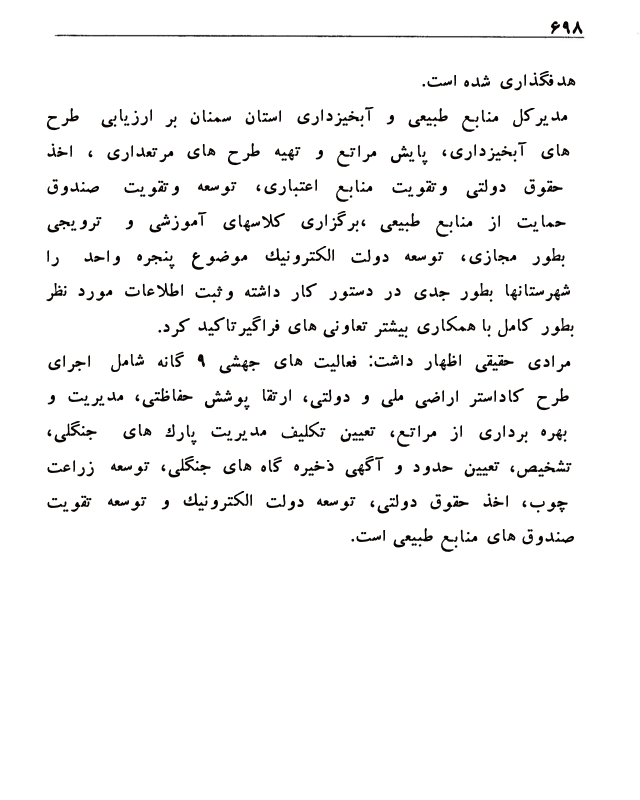 ۶۹۸
هدفگذاری شده است.
مدیرکل منابع طبیعی و آبخیزداری استان سمنان بر ارزیابی طرح
های آبخیزداری، پایش مراتع و تهیه طرح های مرتعداری ، اخذ
حقوق دولتی وتقویت منابع اعتباری، توسعه وتقویت صندوق
حمایت از منابع طبیعی ،برگزاری کلاسهای آموزشی و ترویجی
بطور مجازی، توسعه دولت الکترونیك موضوع پنجره واحد را
شهرستانها بطور جدی در دستور کار داشته وثبت اطلاعات مورد نظر
بطور کامل با همکاری بیشتر تعاونی های فراگیرتاکید کرد.
مرادی حقیقی اظهار داشت: فعالیت های جهشی ۹ گانه شامل اجرای
طرح کاداستر اراضی ملی و دولتی، ارتقا پوشش حفاظتی، مدیریت و
بهره برداری از مراتع، تعیین تکلیف مدیریت پارك های جنگلی،
تشخیص، تعیین حدود و آگهی ذخیره گاه های جنگلی، توسعه زراعت
چوب، اخذ حقوق دولتی، توسعه دولت الکترونیك و توسعه تقویت
صندوق های منابع طبیعی است.